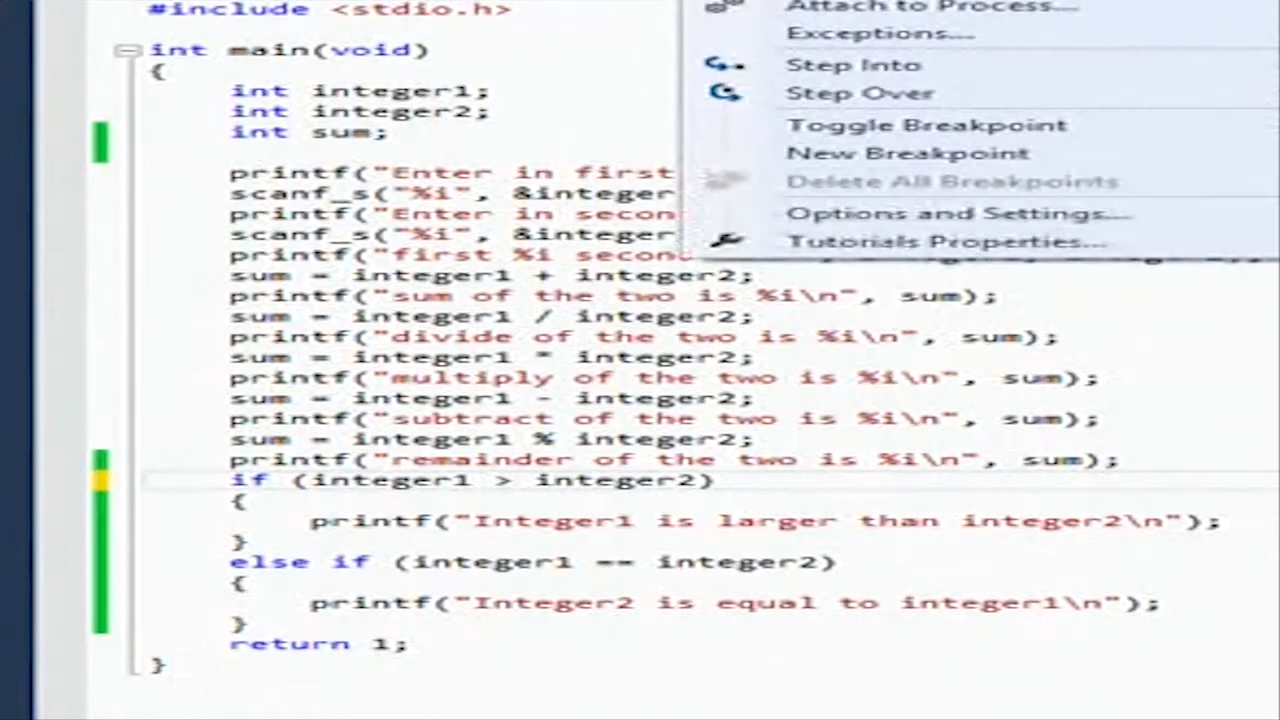 #include <stdio.h>
int main(void)
{
int integer1;
int integer2;
int sum;
printf("Enter in first
scanf_s("%i", &integer
printf("Enter in secon
scanf_s("%i", &integer
printf("first %i second
sum = integer1 + integer2;
printf("sum of the two is %i\n", sum);
sum = integer1 / integer2;
printf("divide of the two is %i\n", sum);
sum = integer1 * integer2;
printf("multiply of the two is %i\n", sum);
sum = integer1 - integer2;
printf("subtract of the two is %i\n", sum);
sum = integer1 % integer2;
printf("remainder of the two is %i\n", sum);
if (integer1 > integer2)
{
printf("Integer1 is larger than integer2\n");
}
else if (integer1 == integer2)
{
printf("Integer2 is equal to integer1\n");
}
return 1;
}
Attach to Process...
Exceptions...
Step Into
Step Over
Toggle Breakpoint
New Breakpoint
Delete All Breakpoints
Options and Settings...
Tutorials Properties...